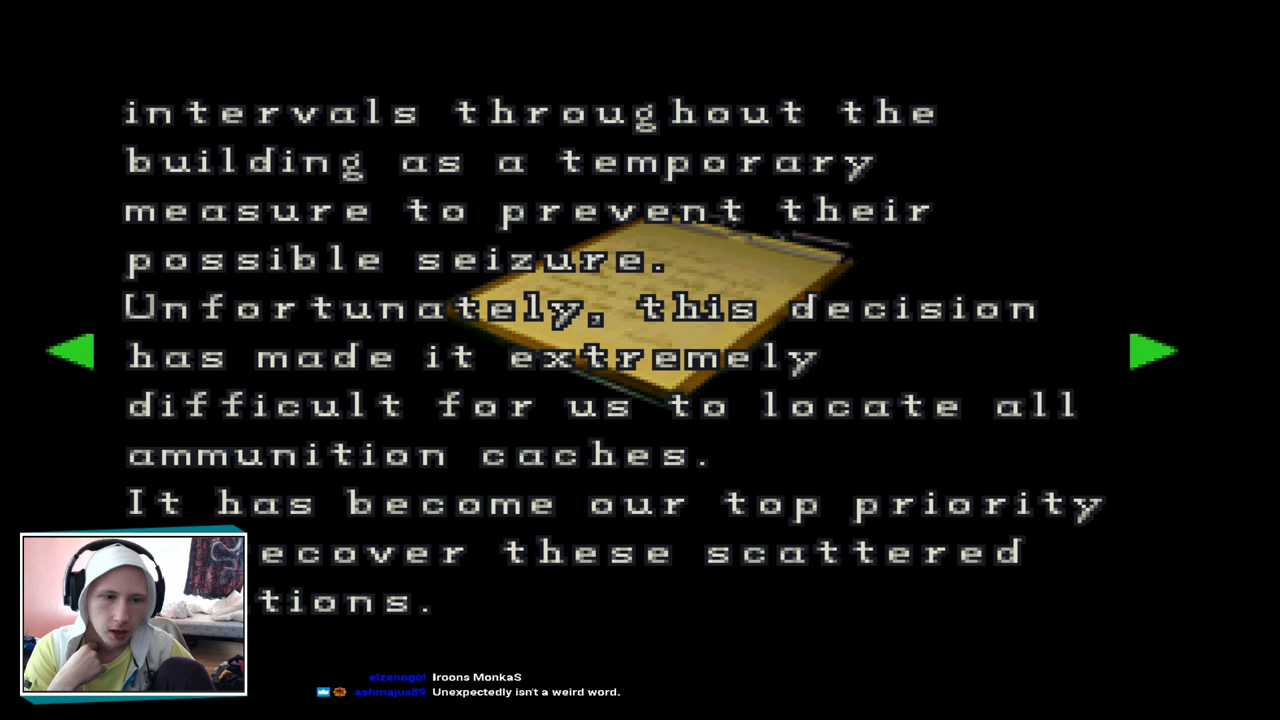 intervals throughout the
building as a temporary
measure to prevent their
possible seizure.
Unfortunately, this decision
has made it extremely
difficult for us to locate all
ammunition caches.
It has become our top priority
ecover these scattered
tions.
elzenogol Iroons MonkaS
ashmajus89 Unexpectedly isn't a weird word.